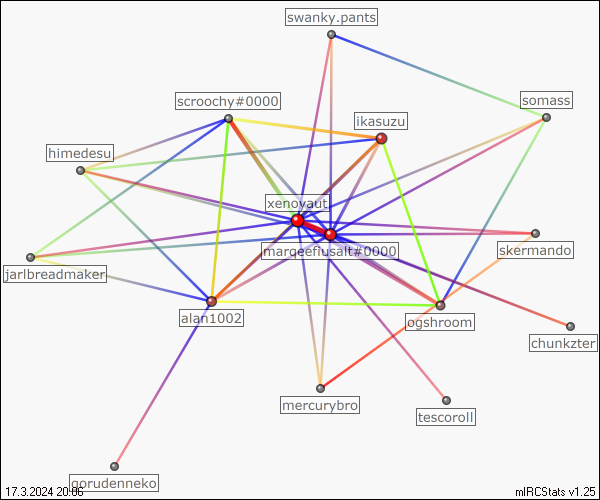 swanky.pants
scroochy#0000
somass
ikasuzu
himedesu
xenoyaut
skermando
marqeefiusalt#0000
jarlbreadmaker
alan1002
ogshroom
chunkzter
mercurybro
tescoroll
gorudenneko
17.3.2024 20:06
mIRCStats v1.25